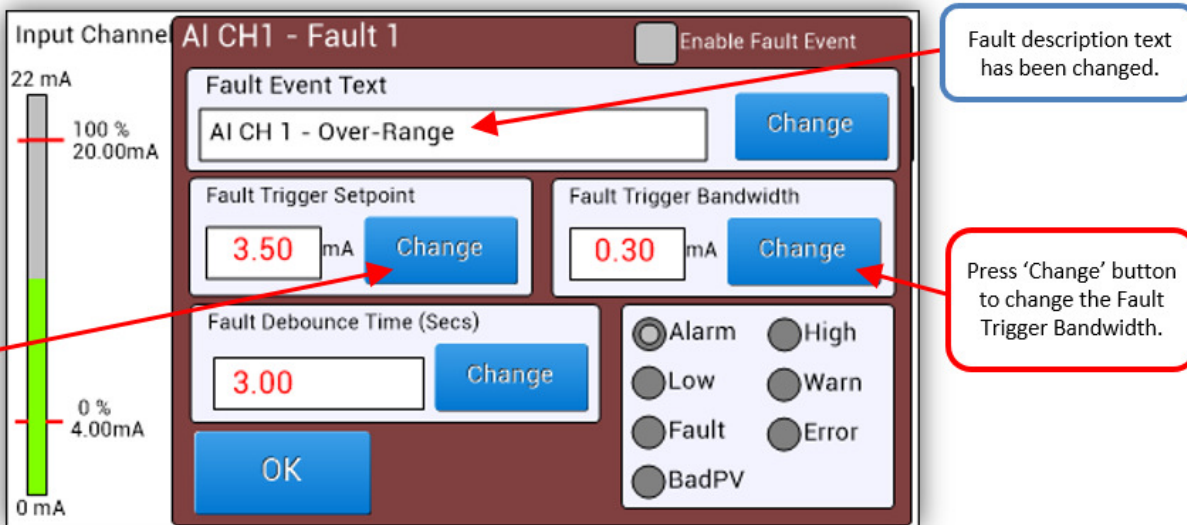 Input Channel
22 mA
100 %
20.00mA
0 %
4.00mA
0 mA
AI CH1 - Fault 1
Enable Fault Event
Fault Event Text
AI CH 1 - Over-Range
Change
Fault Trigger Setpoint
3.50 mA
Change
Fault Trigger Bandwidth
0.30 mA
Change
Fault Debounce Time (Secs)
3.00
Change
Alarm
High
Low
Warn
Fault
Error
BadPV
OK
Fault description text
has been changed.
Press ‘Change’ button
to change the Fault
Trigger Bandwidth.